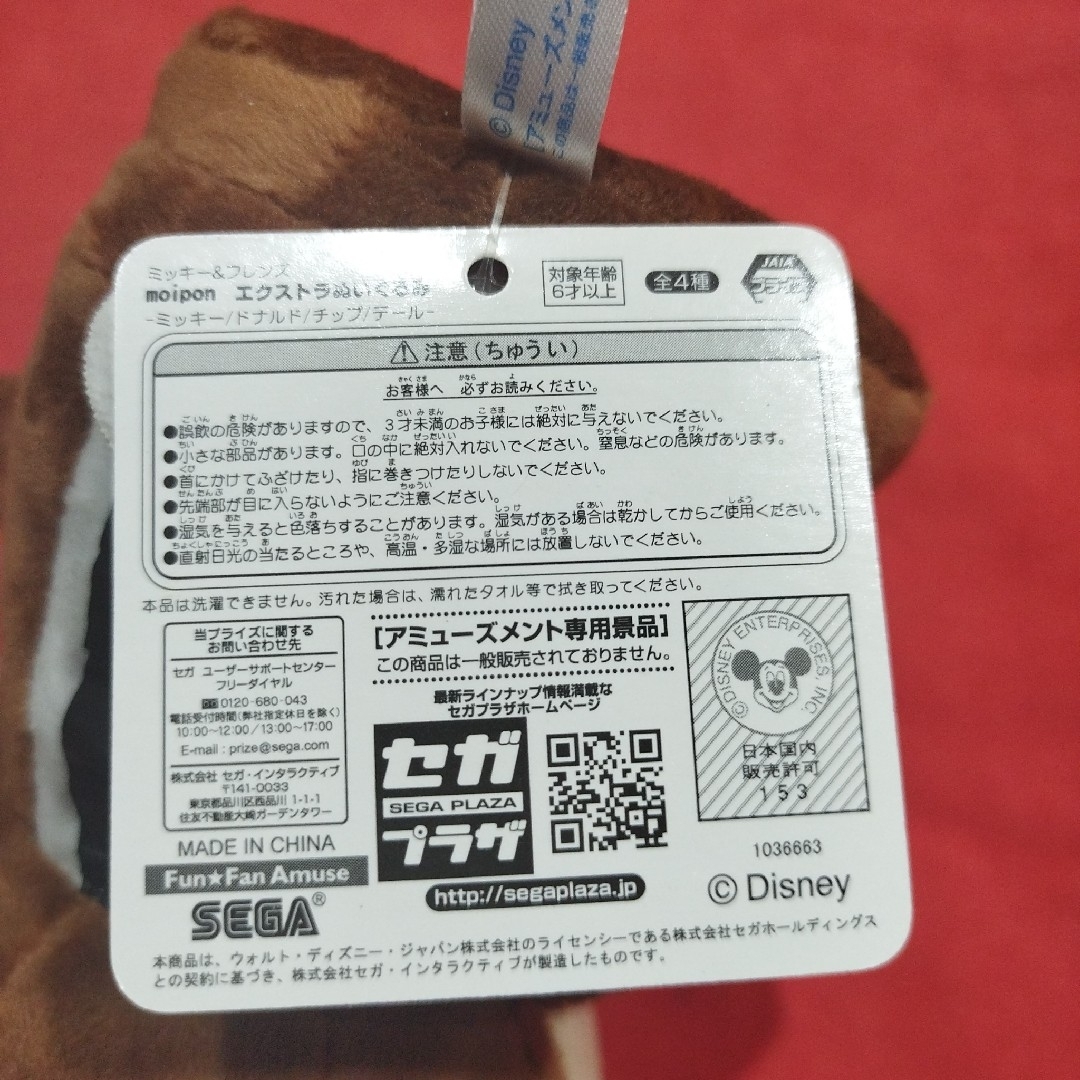 © Disney
[アミューズメン
この商品は一般販売さ
ミッキー&フレンズ
moipon エクストラぬいぐるみ
-ミッキー/ドナルド/チップ/デール-
対象年齢
6才以上
全4種
JAIA
⚠ 注意(ちゅうい)
お客様へ 必ずお読みください。
●誤飲の危険がありますので、3才未満のお子様には絶対に与えないでください。
●小さな部品があります。口の中に絶対入れないでください。窒息などの危険があります。
●首にかけてふざけたり、指に巻きつけたりしないでください。
●先端部が目に入らないようにご注意ください。
●湿気を与えると色落ちすることがあります。湿気がある場合は乾かしてからご使用ください。
●直射日光の当たるところや、高温・多湿な場所には放置しないでください。
本品は洗濯できません。汚れた場合は、濡れたタオル等で拭き取ってください。
当プライズに関する
お問い合わせ先
セガ ユーザーサポートセンター
フリーダイヤル
0120-680-043
電話受付時間(弊社指定休日を除く)
10:00~12:00/13:00~17:00
E-mail : prize@sega.com
株式会社 セガ・インタラクティブ
〒141-0033
東京都品川区西品川 1-1-1
住友不動産大崎ガーデンタワー
MADE IN CHINA
Fun★Fan Amuse
SEGA®
[アミューズメント専用景品]
この商品は一般販売されておりません。
最新ラインナップ情報満載な
セガプラザホームページ
セガ
SEGA PLAZA
プラザ
http://segaplaza.jp
©DISNEY ENTERPRISES, INC.
日本国内
販売許可
153
1036663
© Disney
本商品は、ウォルト・ディズニー・ジャパン株式会社のライセンシーである株式会社セガホールディングス
との契約に基づき、株式会社セガ・インタラクティブが製造したものです。